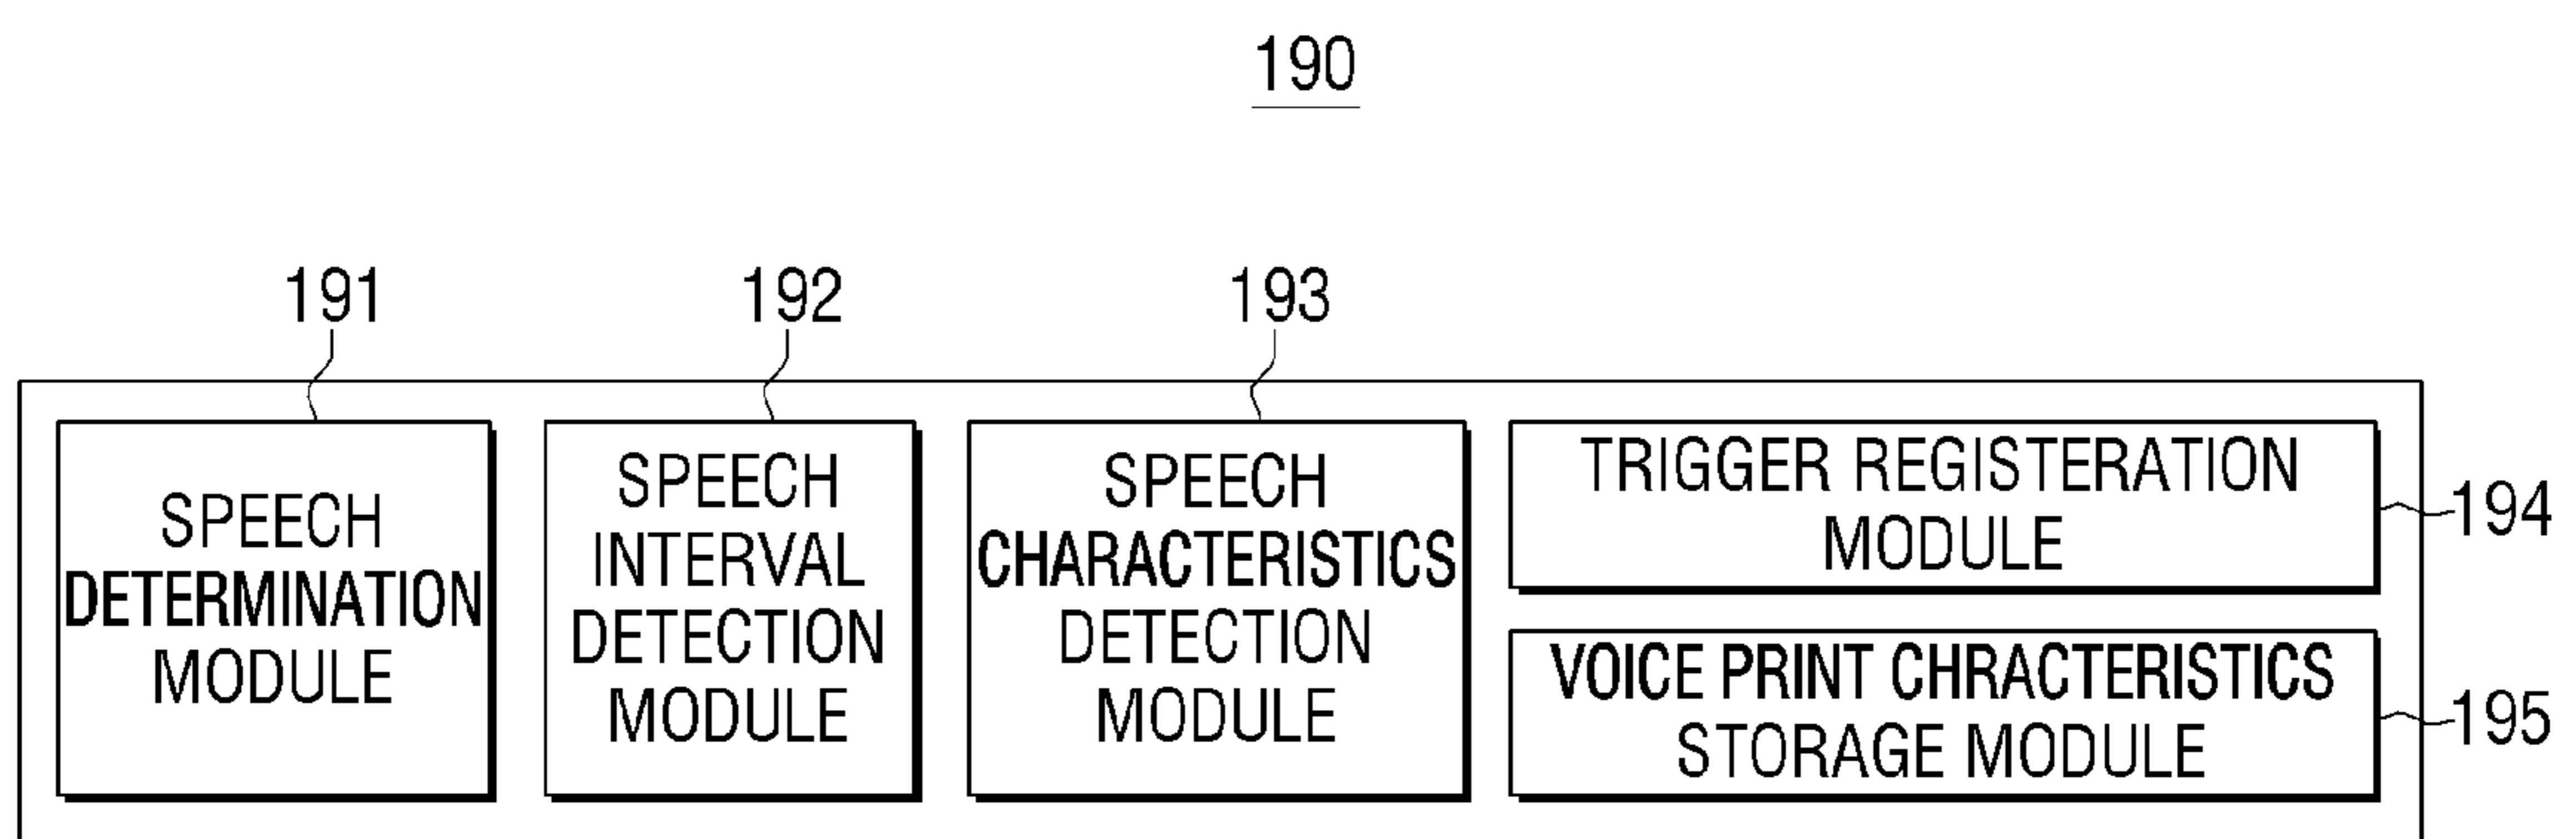 190
191
192
193
SPEECH
DETERMINATION
MODULE
SPEECH
INTERVAL
DETECTION
MODULE
SPEECH
CHARACTERISTICS
DETECTION
MODULE
TRIGGER REGISTERATION
MODULE
194
VOICE PRINT CHRACTERISTICS
STORAGE MODULE
195